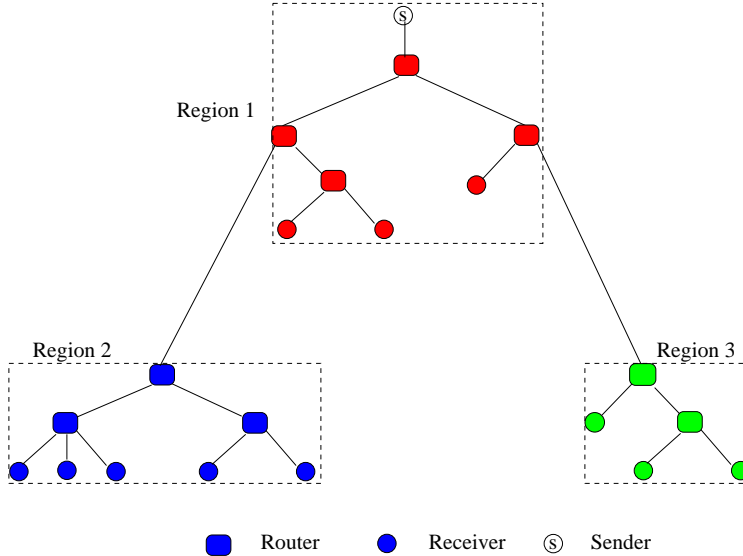 S
Region 1
Region 2
Region 3
Router
Receiver
S
Sender